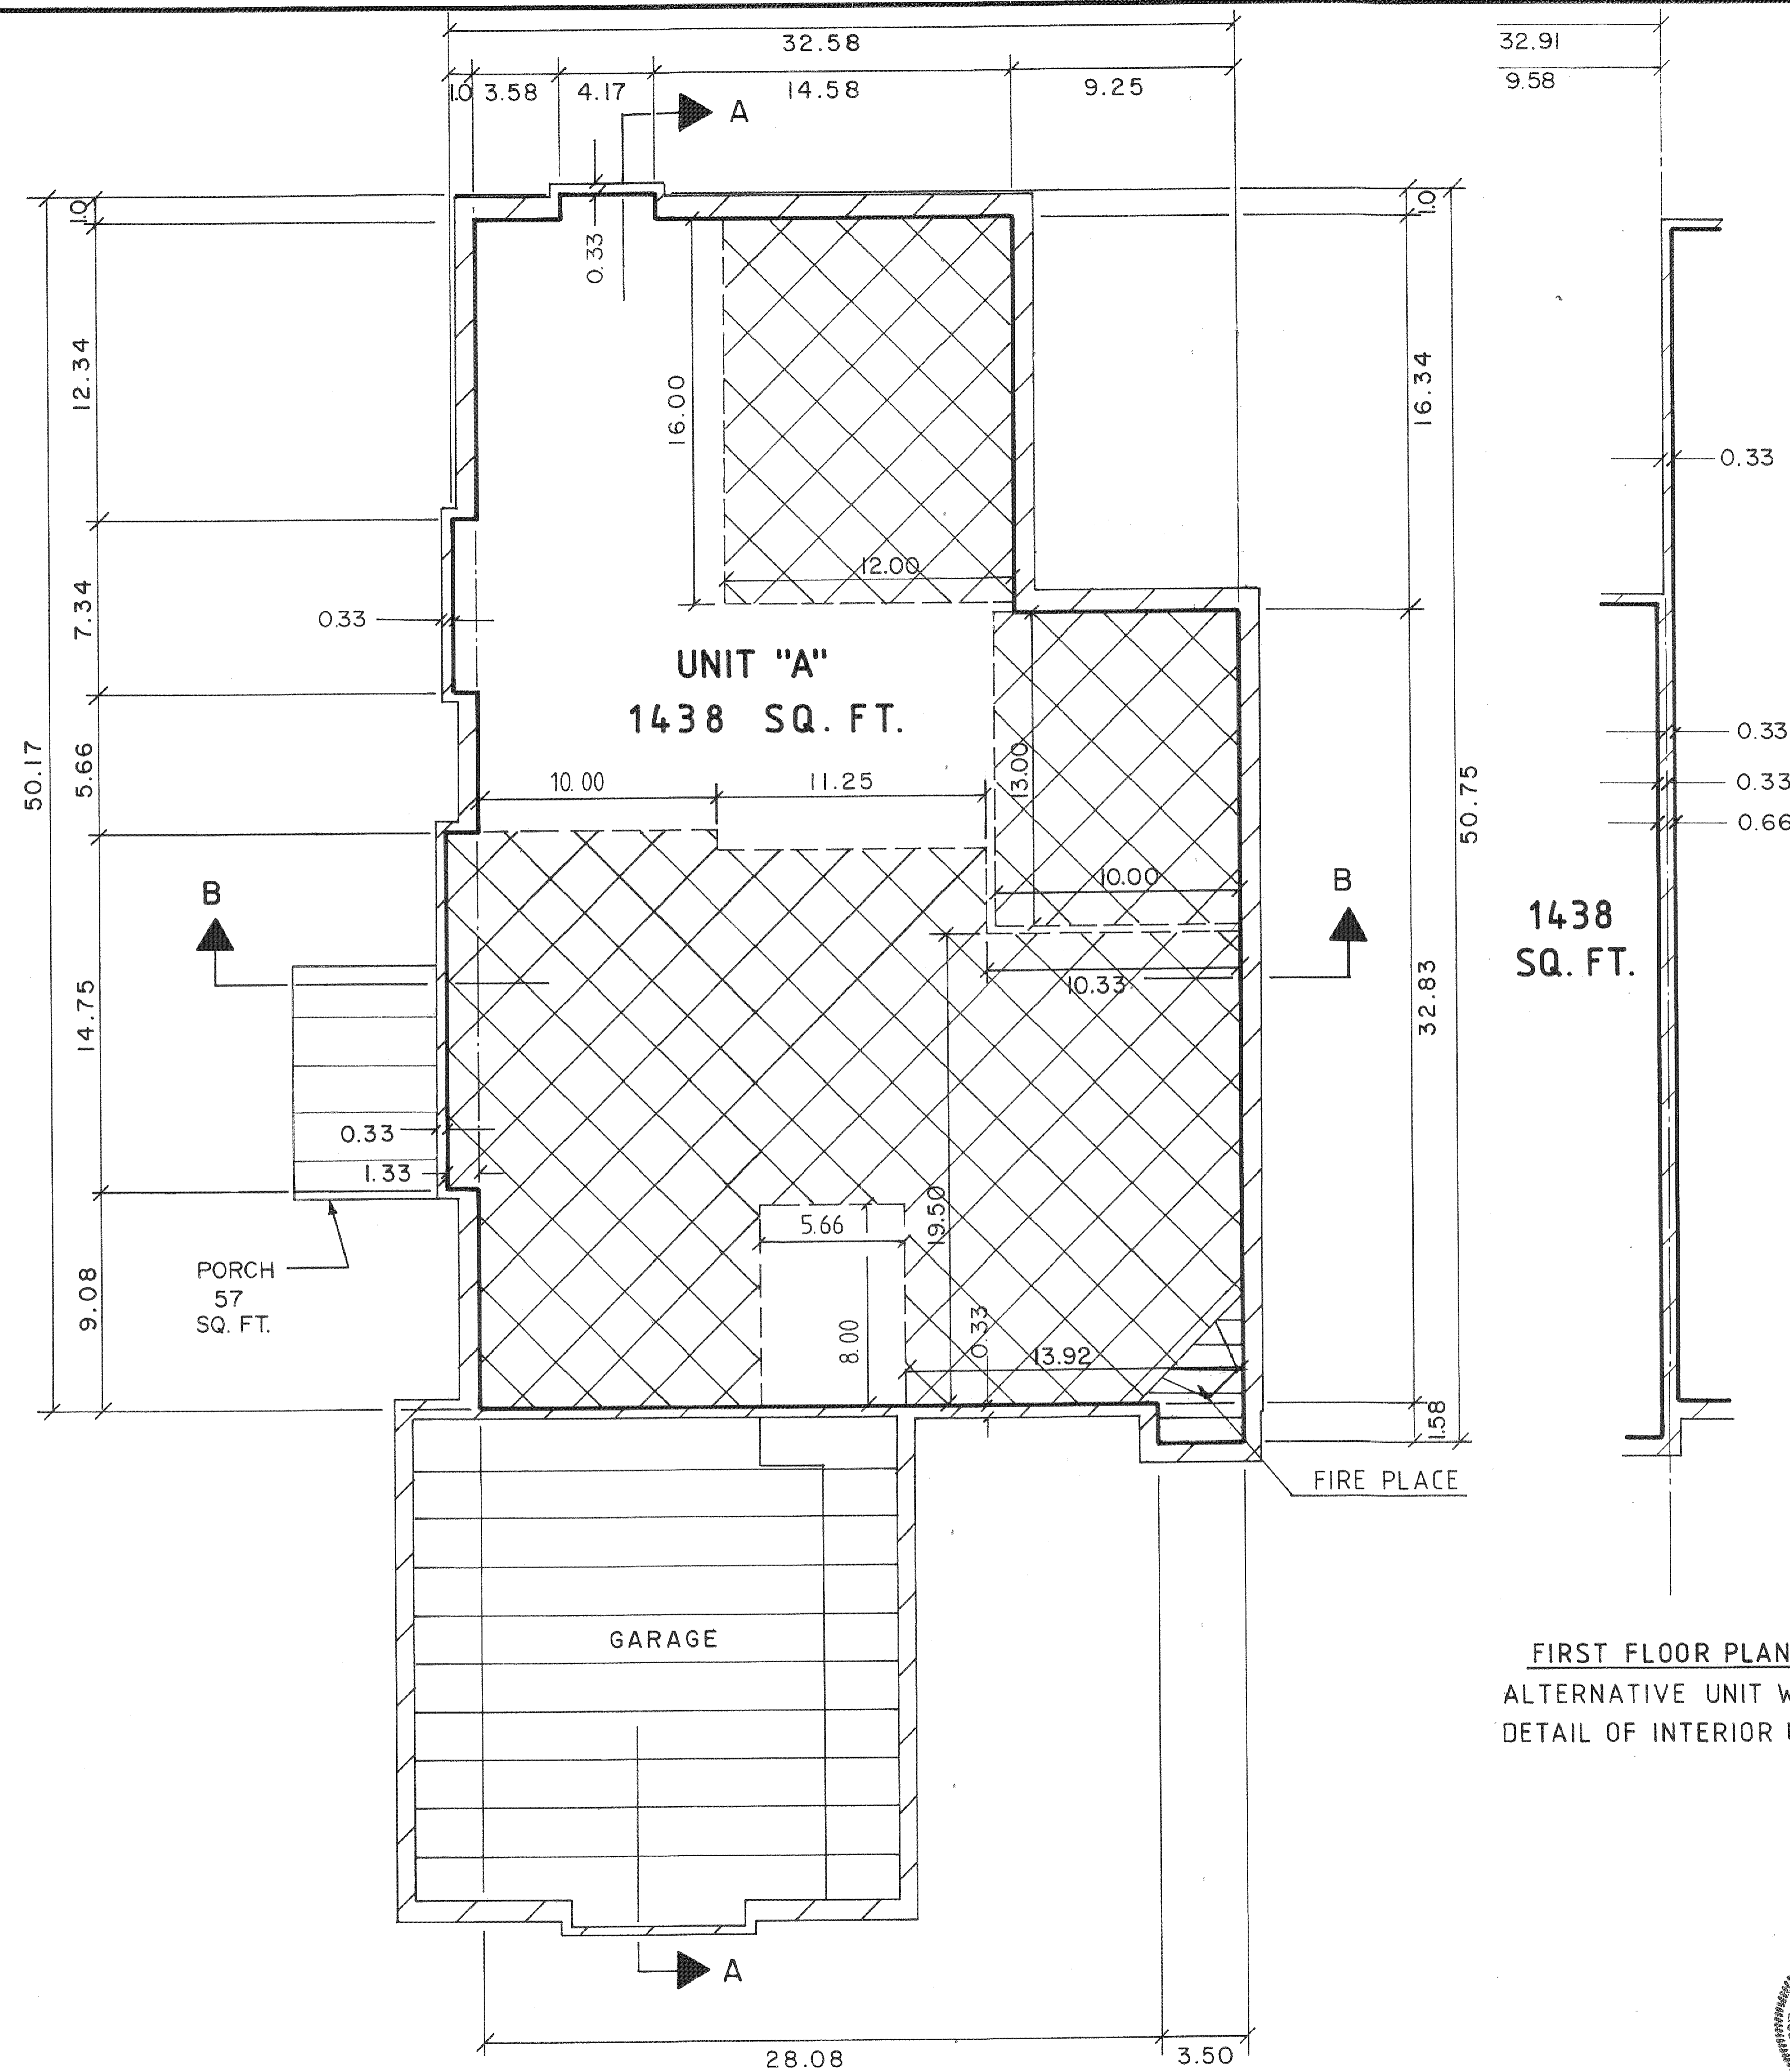 32.58
32.91
1.0 3.58 4.17 14.58 9.25
9.58
A
1.0
1.0
0.33
12.34
16.00
16.34
0.33
12.00
7.34
0.33
UNIT "A"
1438 SQ. FT.
50.17
5.66
10.00
11.25
13.00
50.75
0.33
0.33
0.66
B
10.00
B
1438
SQ. FT.
14.75
10.33
32.83
0.33
1.33
5.66
19.50
PORCH
57
SQ. FT.
9.08
8.00
0.33
13.92
1.58
FIRE PLACE
GARAGE
FIRST FLOOR PLAN
ALTERNATIVE UNIT
DETAIL OF INTERIOR
A
28.08
3.50